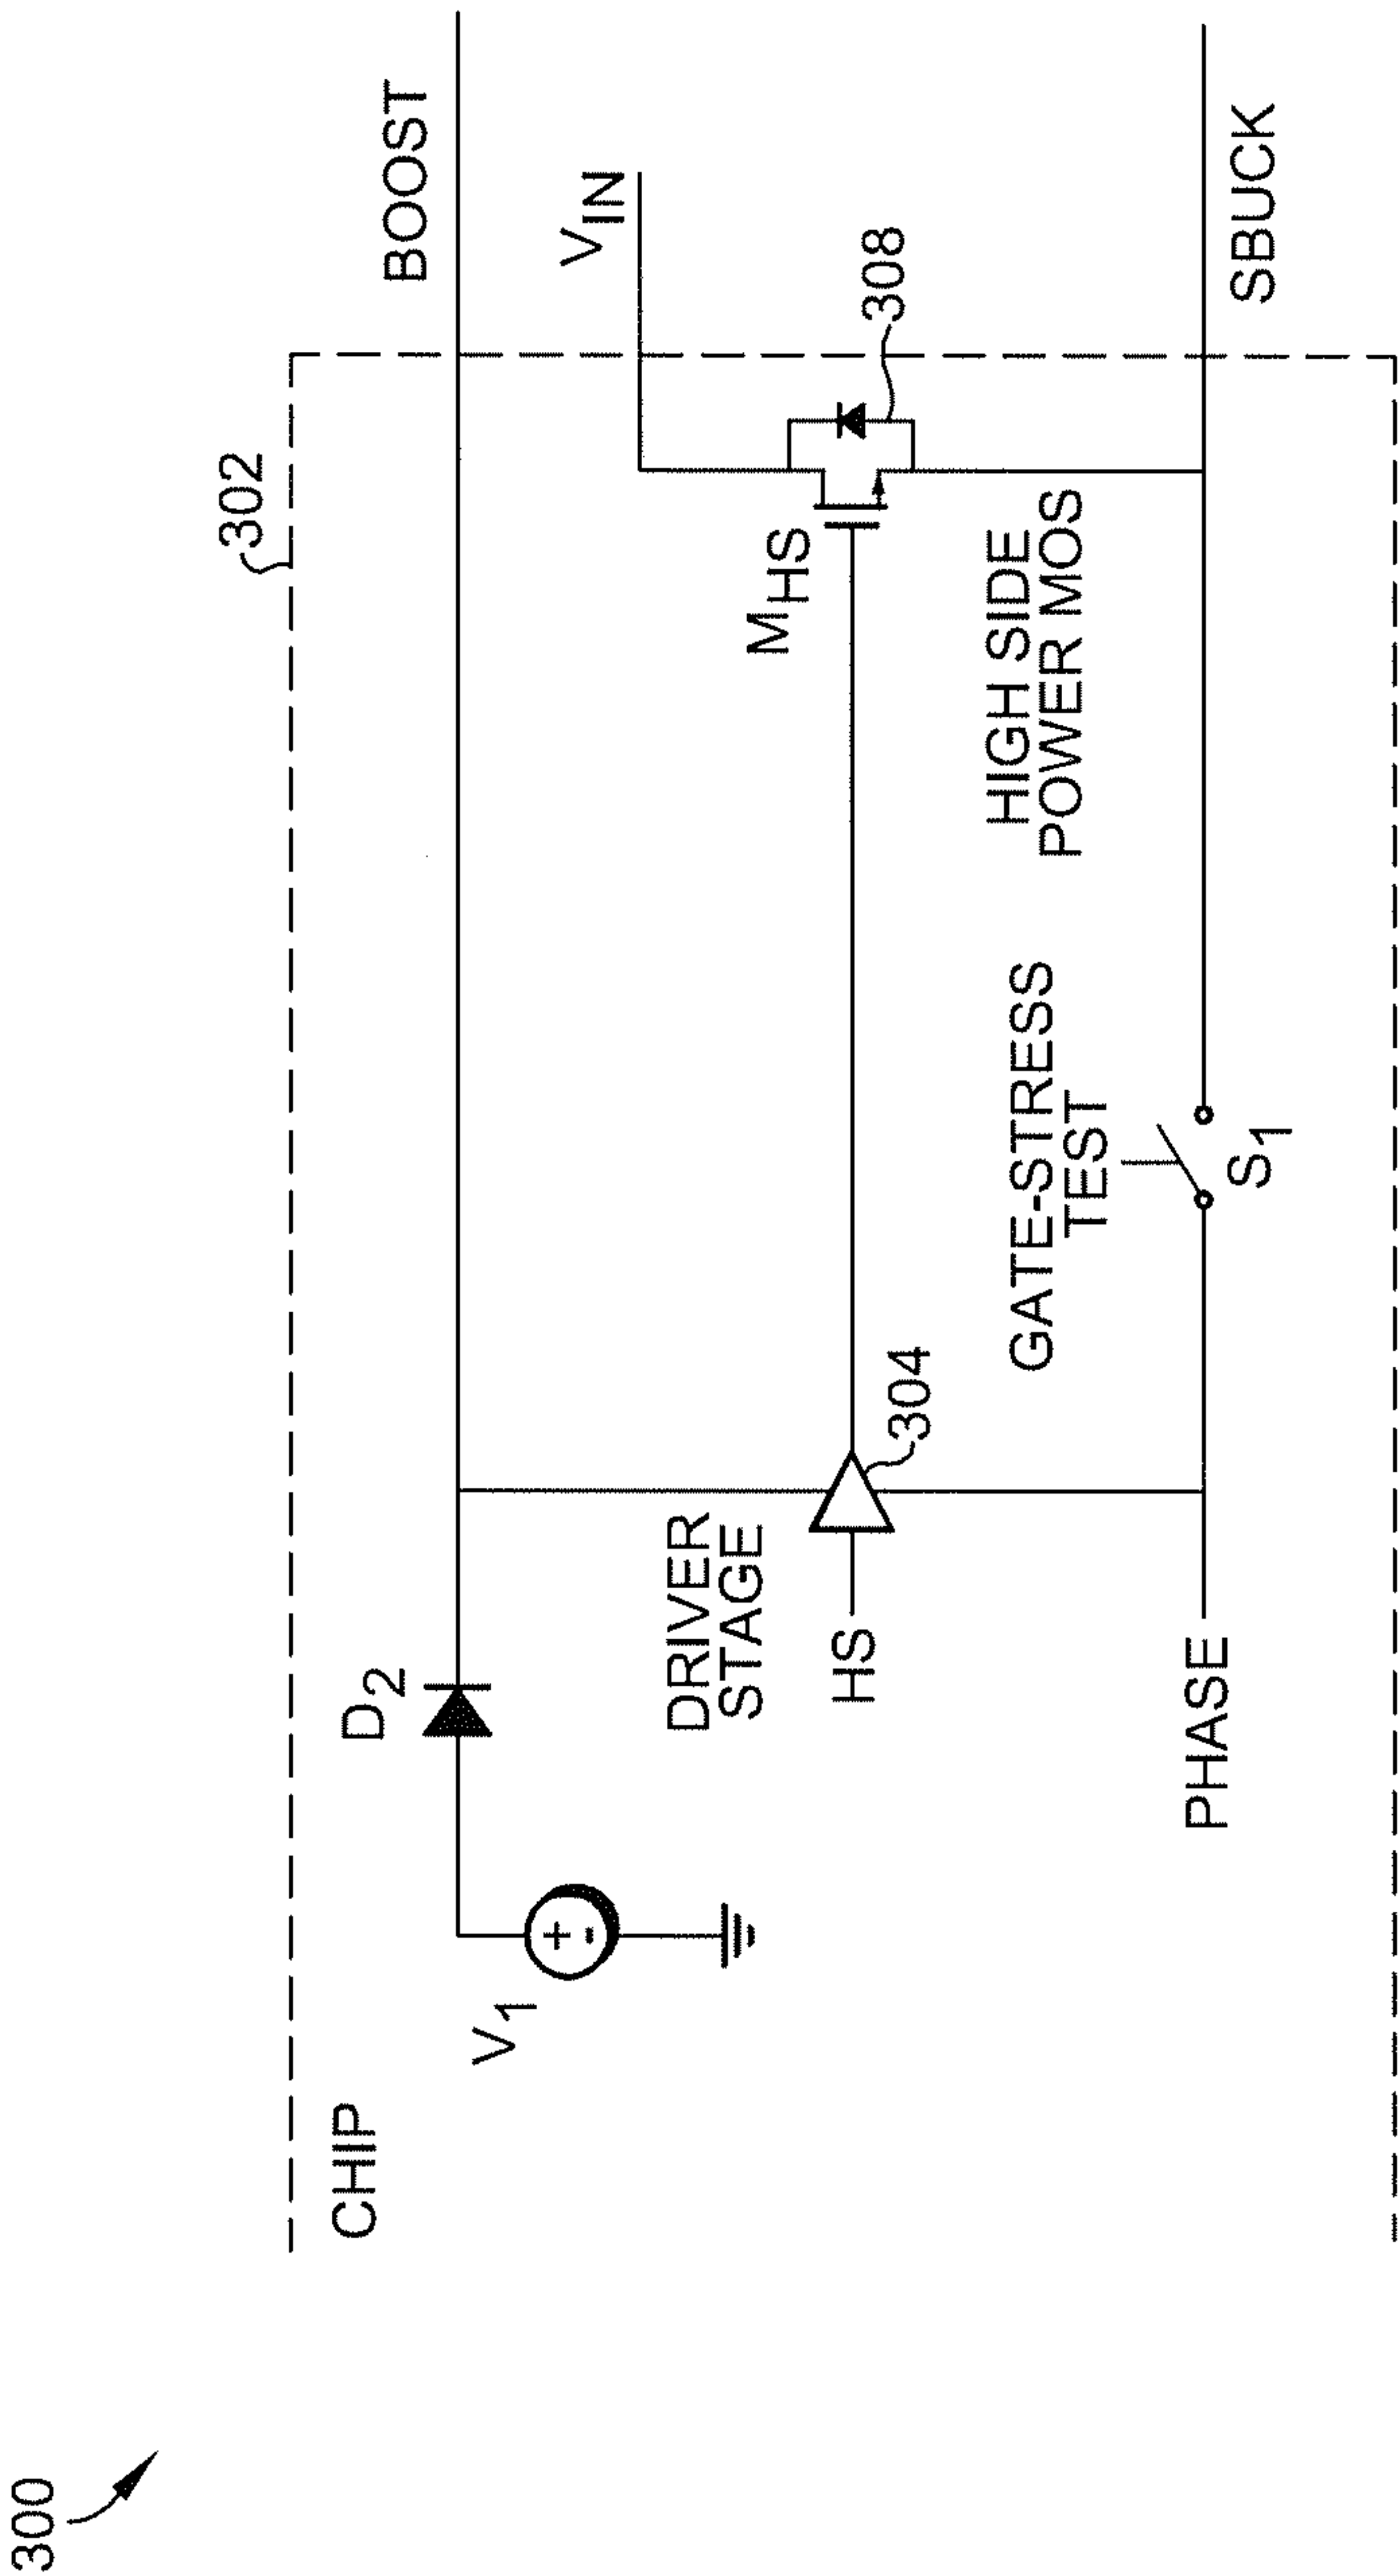 300
302
CHIP
D2
BOOST
V1
VIN
DRIVER
STAGE
MHS
HS
304
308
HIGH SIDE
POWER MOS
GATE-STRESS
TEST
PHASE
S1
SBUCK